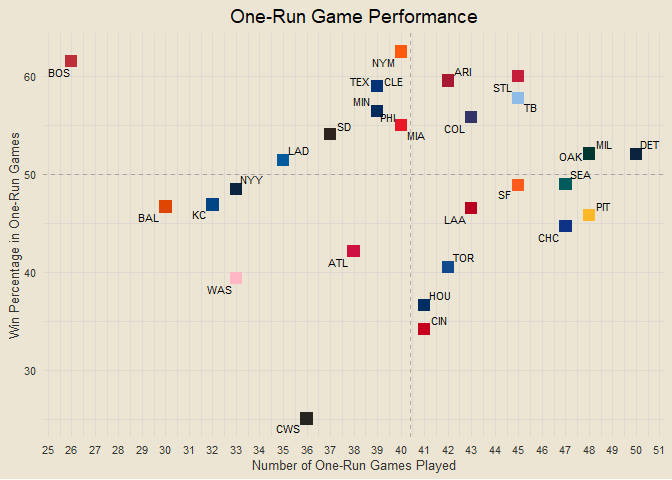 One-Run Game Performance
NYM
BOS
ARI
TEX CLE
STL
MIN
TB
PHI
MIA
COL
SD
LAD
OAK MIL DET
NYY
SEA
SF
BAL
KC
LAA
PIT
CHC
ATL
TOR
WAS
HOU
CIN
CWS
60
50
40
30
Win Percentage in One-Run Games
25 26 27 28 29 30 31 32 33 34 35 36 37 38 39 40 41 42 43 44 45 46 47 48 49 50 51
Number of One-Run Games Played